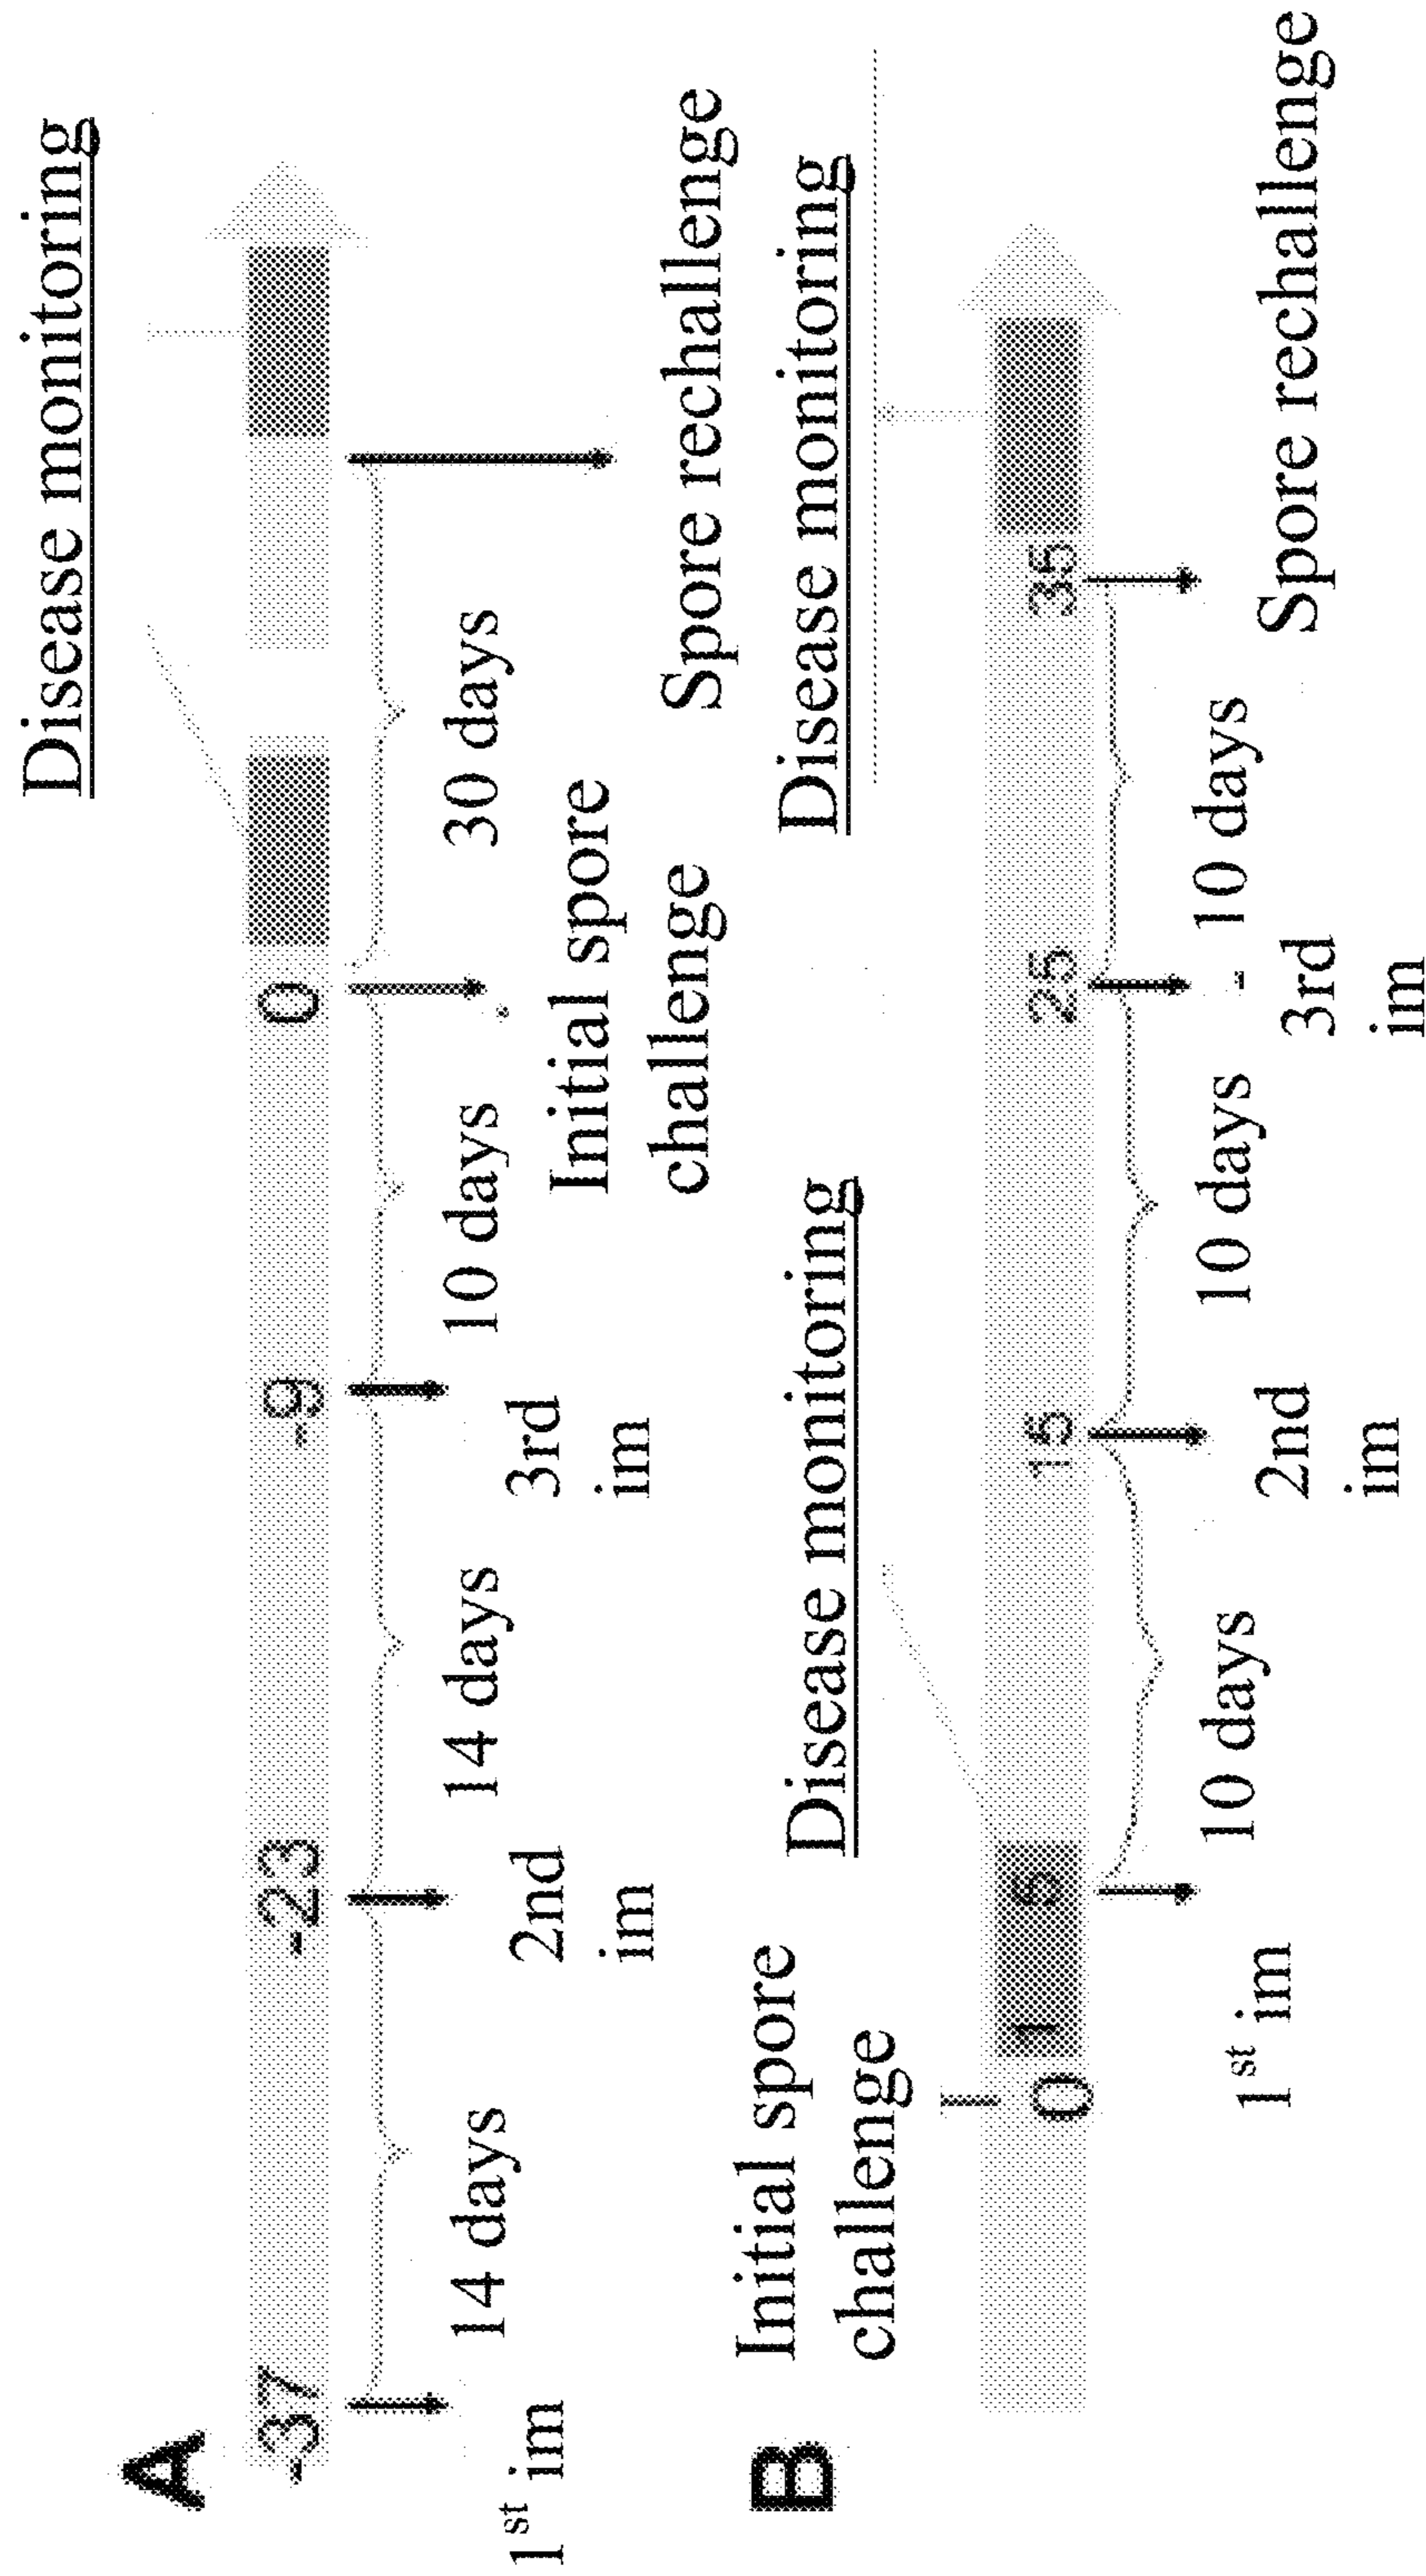 A
Disease monitoring
-37
-23
-9
0
14 days
14 days
10 days
30 days
1st im
2nd
im
3rd
im
Initial spore
challenge
Spore rechallenge
B
Initial spore
challenge
Disease monitoring
Disease monitoring
0
1
5
15
25
35
10 days
10 days
10 days
1st im
2nd
im
3rd
im
Spore rechallenge